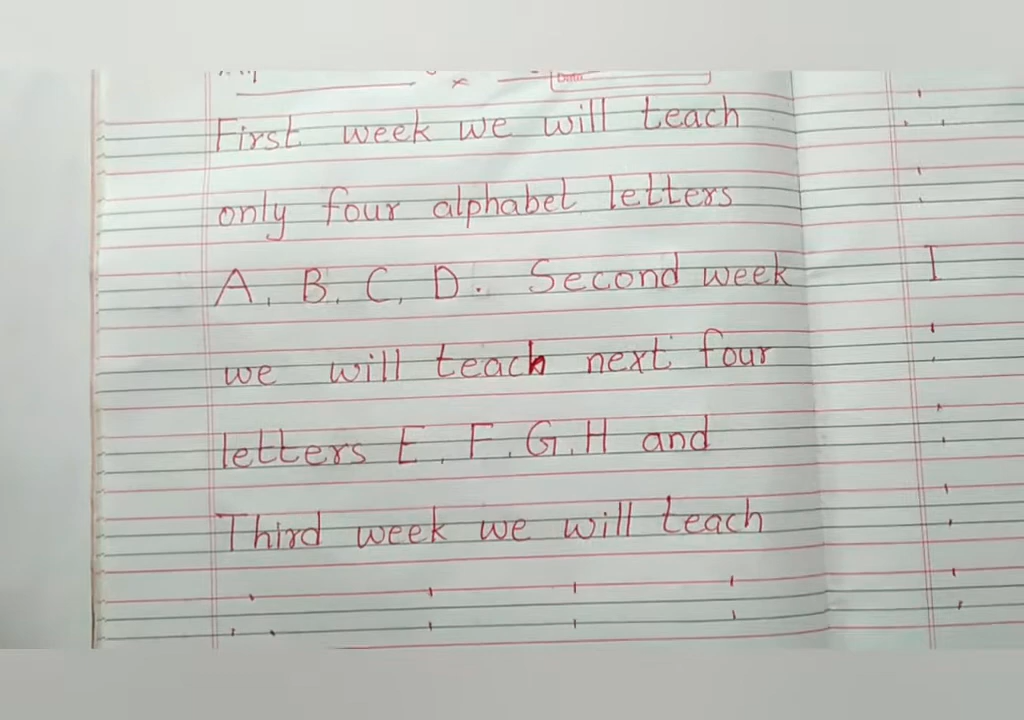 Date
First week we will teach
only four alphabet letters
A, B, C, D. Second week I
we will teach next four
letters E, F, G, H and
Third week we will teach